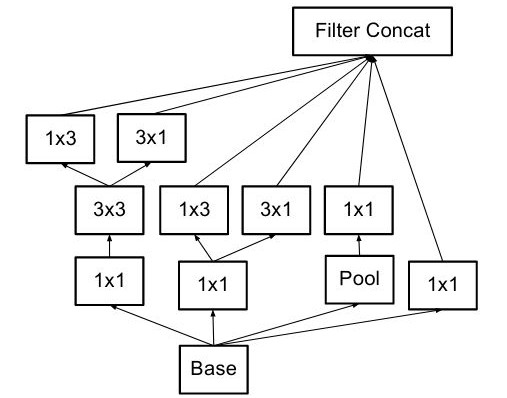 Filter Concat
1x3
3x1
3x3
1x3
3x1
1x1
1x1
1x1
Pool
1x1
Base